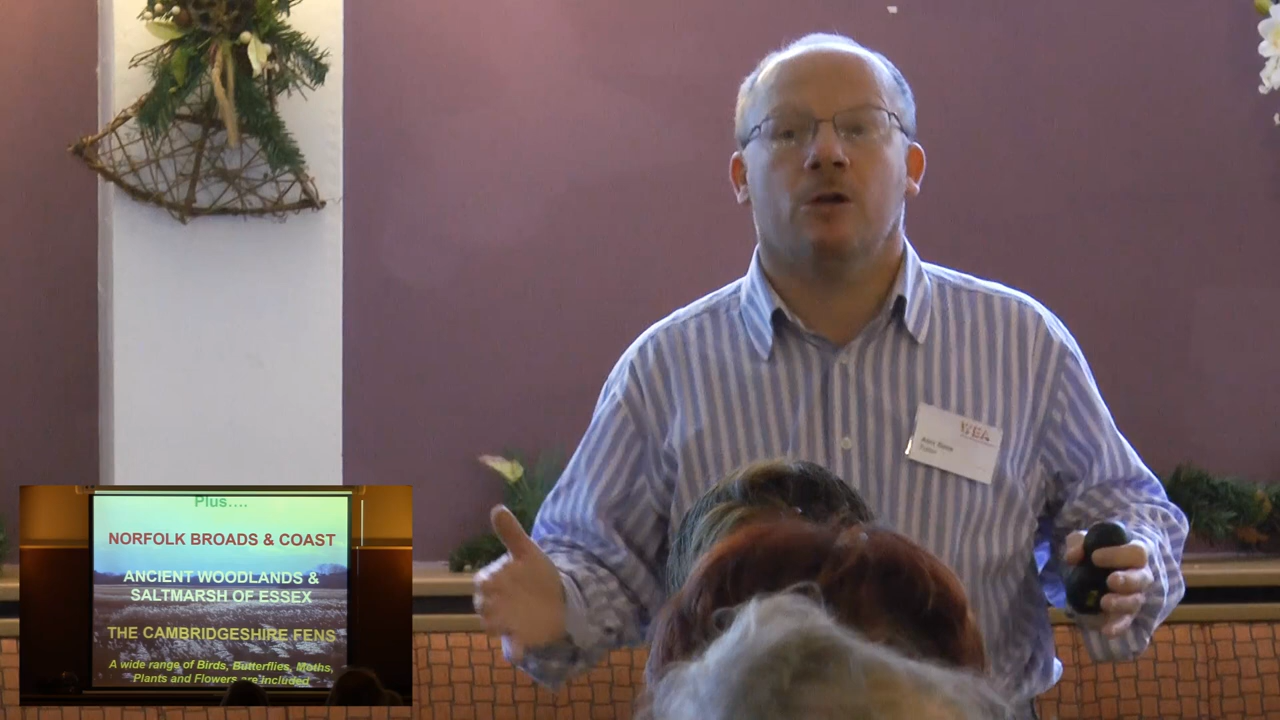 Plus....
NORFOLK BROADS & COAST
ANCIENT WOODLANDS &
SALTMARSH OF ESSEX
THE CAMBRIDGESHIRE FENS
A wide range of Birds, Butterflies, Moths,
Plants and Flowers are included
WEA
Tutor